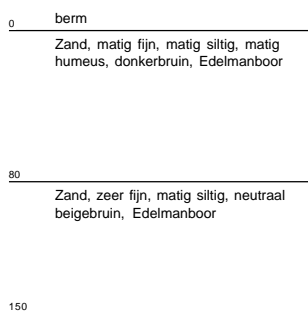 0 berm
Zand, matig fijn, matig siltig, matig
humeus, donkerbruin, Edelmanboor
80
Zand, zeer fijn, matig siltig, neutraal
beigebruin, Edelmanboor
150